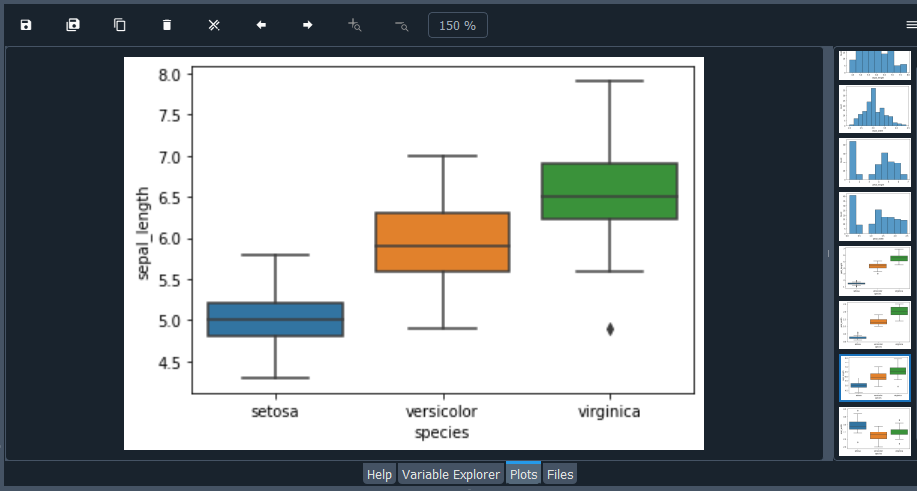 150 %
8.0
7.5
7.0
6.5
6.0
5.5
5.0
4.5
sepal_length
setosa versicolor virginica
species
Help Variable Explorer Plots Files